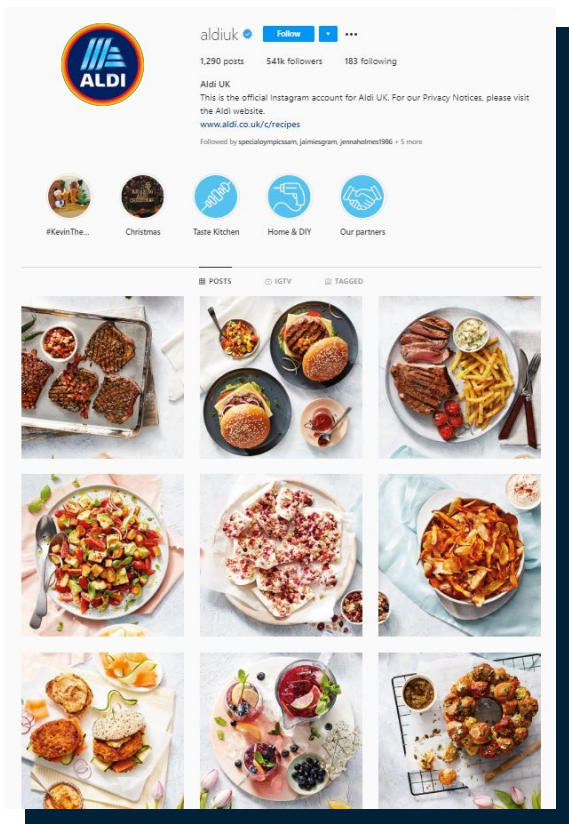 ALDI
aldiuk Follow
1,290 posts 541k followers 183 following
Aldi UK
This is the official Instagram account for Aldi UK. For our Privacy Notices, please visit
the Aldi website.
www.aldi.co.uk/c/recipes
Followed by specialoympicssam, jaimiesgram, jennaholmes1986 + 5 more
#KevinThe... Christmas Taste Kitchen Home & DIY Our partners
POSTS IGTV TAGGED